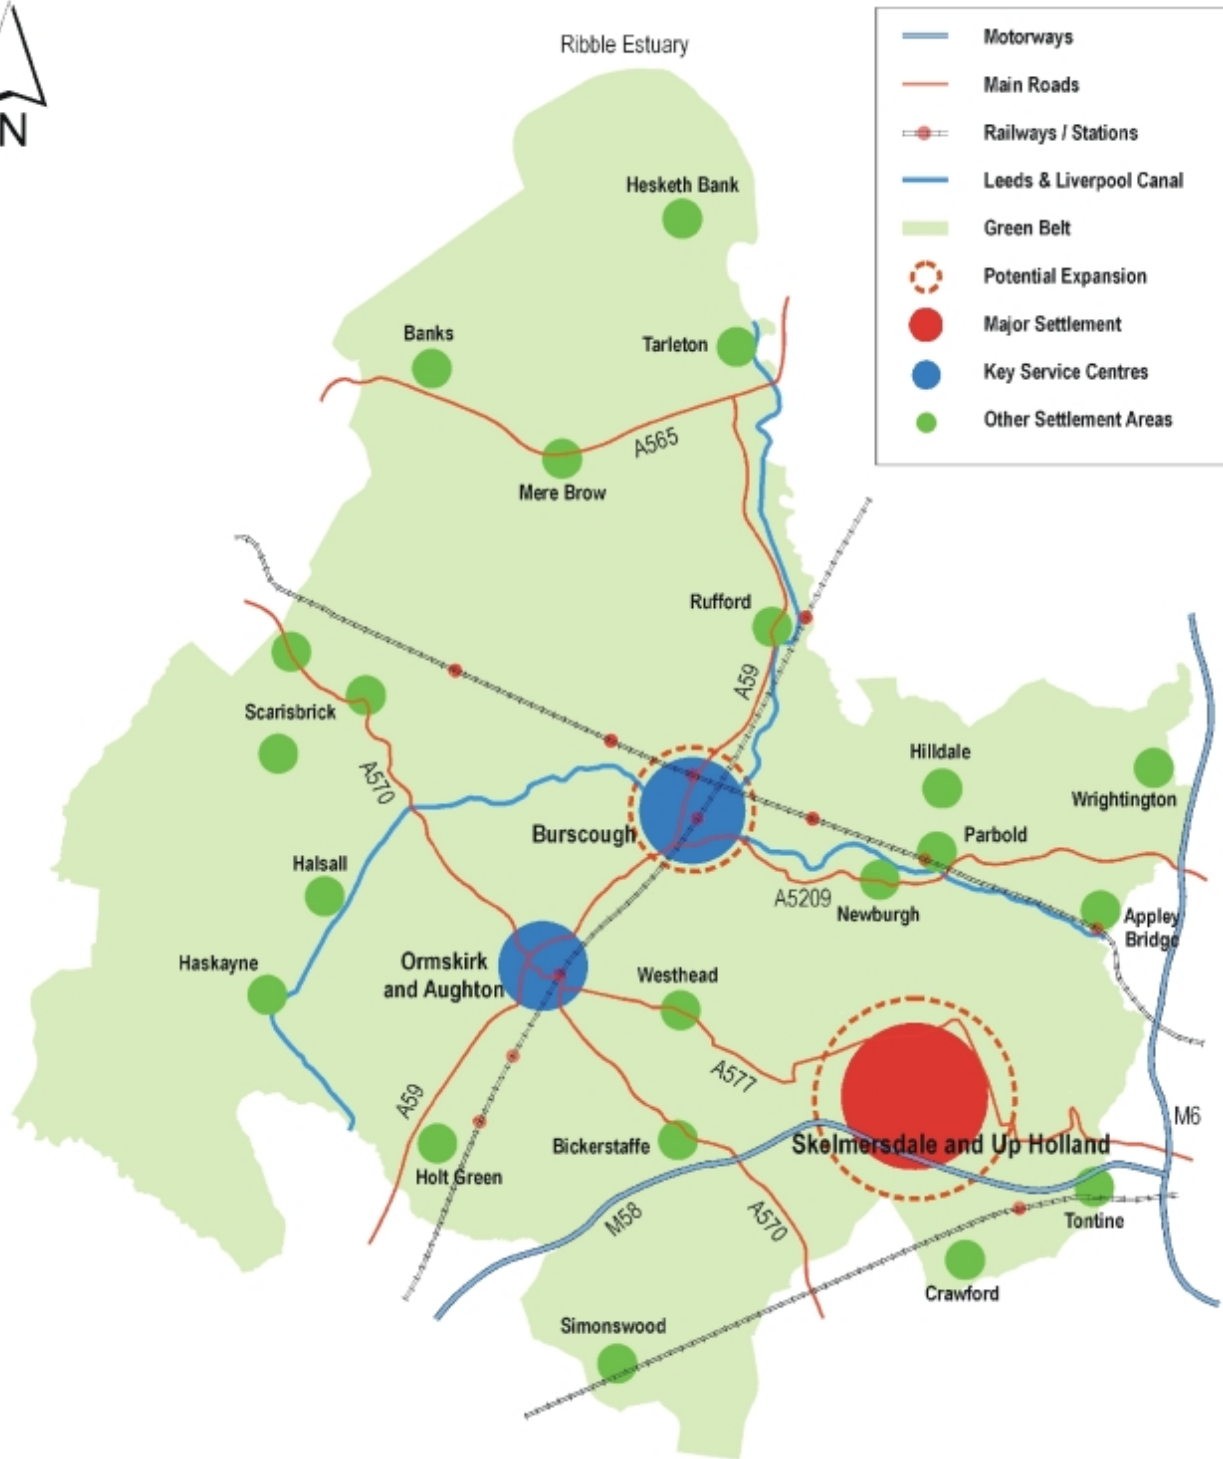 N
Ribble Estuary
Motorways
Main Roads
Railways / Stations
Leeds & Liverpool Canal
Green Belt
Potential Expansion
Major Settlement
Key Service Centres
Other Settlement Areas
Hesketh Bank
Banks
Tarleton
A565
Mere Brow
Rufford
A59
Scarisbrick
A570
Hilldale
Wrightington
Burscough
Parbold
Halsall
A5209
Newburgh
Appley
Bridge
Haskayne
Ormskirk
and Aughton
Westhead
A577
A59
M6
Bickerstaffe
Skelmersdale and Up Holland
Holt Green
M58
A570
Tontine
Crawford
Simonswood